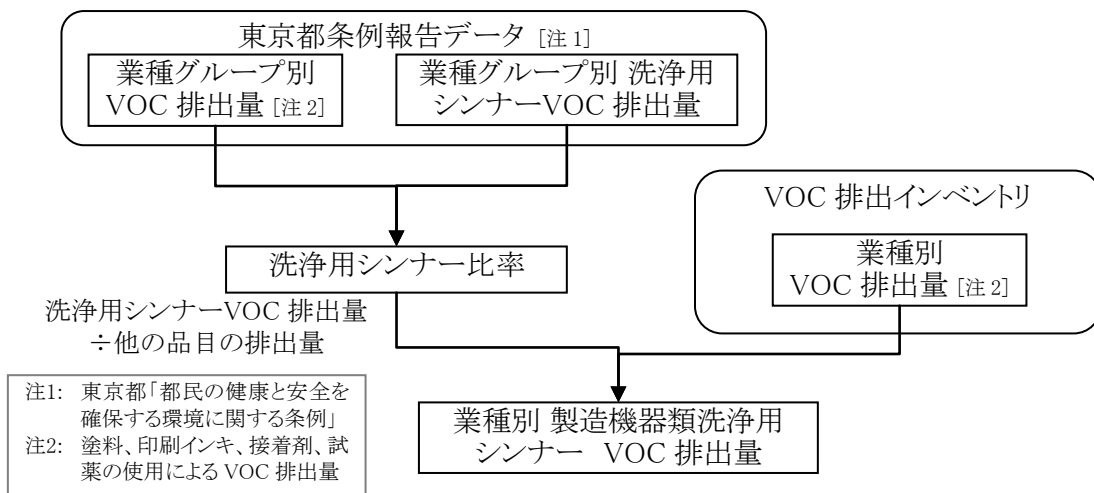 東京都条例報告データ [注 1]
業種グループ別
VOC 排出量 [注 2]
業種グループ別 洗浄用
シンナーVOC 排出量
VOC 排出インベントリ
業種別
VOC 排出量 [注 2]
洗浄用シンナー比率
洗浄用シンナーVOC 排出量
÷他の品目の排出量
業種別 製造機器類洗浄用
シンナー VOC 排出量
注1: 東京都「都民の健康と安全を
確保する環境に関する条例」
注2: 塗料、印刷インキ、接着剤、試
薬の使用による VOC 排出量